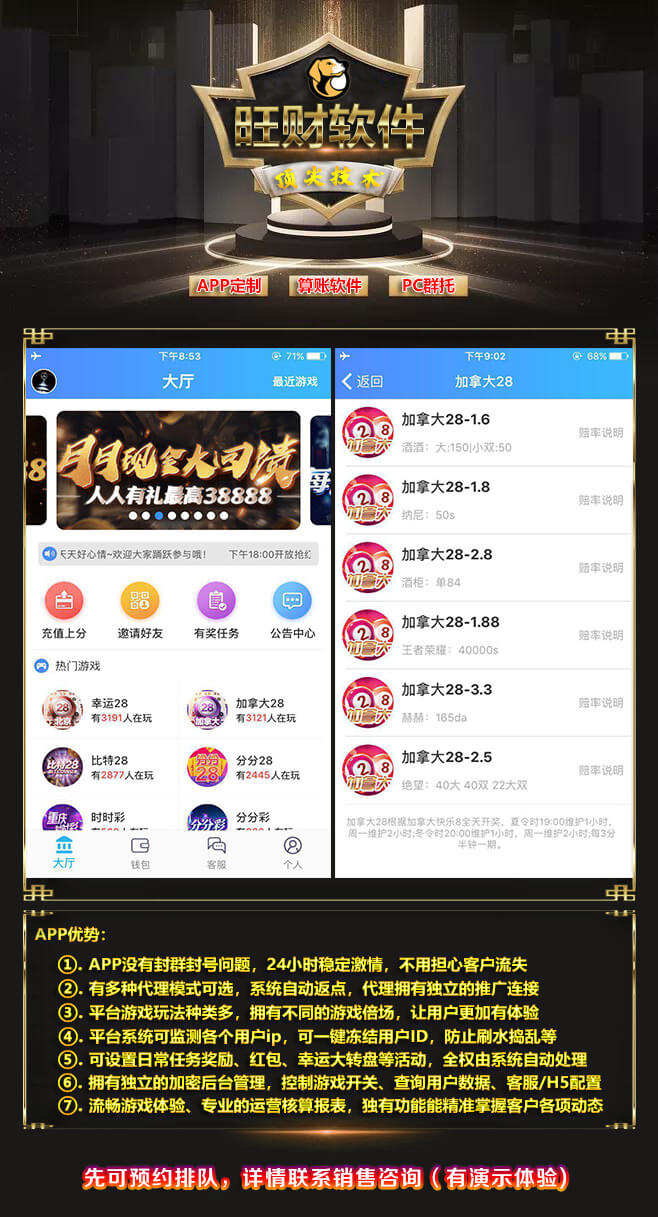 旺财软件
顶尖技术
APP定制 算账软件 PC群托
下午8:53 71%
大厅 最近游戏
月月现金大回馈
人人有礼最高38888
天天好心情~欢迎大家踊跃参与哦! 下午18:00开放抢红
充值上分 邀请好友 有奖任务 公告中心
热门游戏
幸运28
有3191人在玩
加拿大28
有3121人在玩
比特28
有2877人在玩
分分28
有2445人在玩
时时彩
分分彩
大厅 钱包 客服 个人
下午9:02 68%
返回 加拿大28
加拿大28-1.6
酒酒:大:150|小双:50
赔率说明
加拿大28-1.8
纳尼:50s
赔率说明
加拿大28-2.8
酒柜:单84
赔率说明
加拿大28-1.88
王者荣耀:40000s
赔率说明
加拿大28-3.3
赫赫:165da
赔率说明
加拿大28-2.5
绝望:40大 40双 22大双
赔率说明
加拿大28根据加拿大快乐8全天开奖,夏令时19:00维护1小时,
周一维护2小时;冬令时20:00维护1小时,周一维护2小时;每3分
半钟一期。
APP优势:
①. APP没有封群封号问题,24小时稳定激情,不用担心客户流失
②. 有多种代理模式可选,系统自动返点,代理拥有独立的推广连接
③. 平台游戏玩法种类多,拥有不同的游戏倍场,让用户更加有体验
④. 平台系统可监测各个用户ip,可一键冻结用户ID,防止刷水捣乱等
⑤. 可设置日常任务奖励、红包、幸运大转盘等活动,全权由系统自动处理
⑥. 拥有独立的加密后台管理,控制游戏开关、查询用户数据、客服/H5配置
⑦. 流畅游戏体验、专业的运营核算报表,独有功能能精准掌握客户各项动态
先可预约排队,详情联系销售咨询(有演示体验)